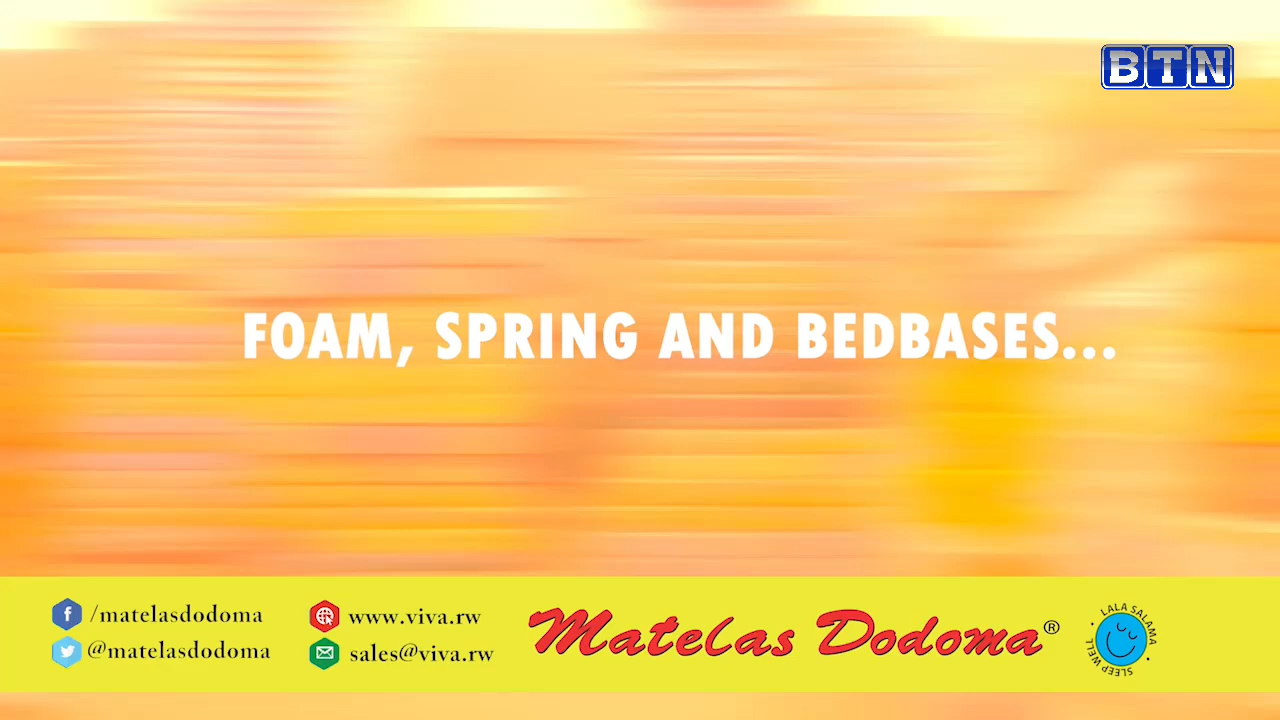 BTN
FOAM, SPRING AND BEDBASES...
/matelasdodoma
@matelasdodoma
www.viva.rw
sales@viva.rw
Matelas Dodoma®
LALA SALAMA
SLEEP WELL